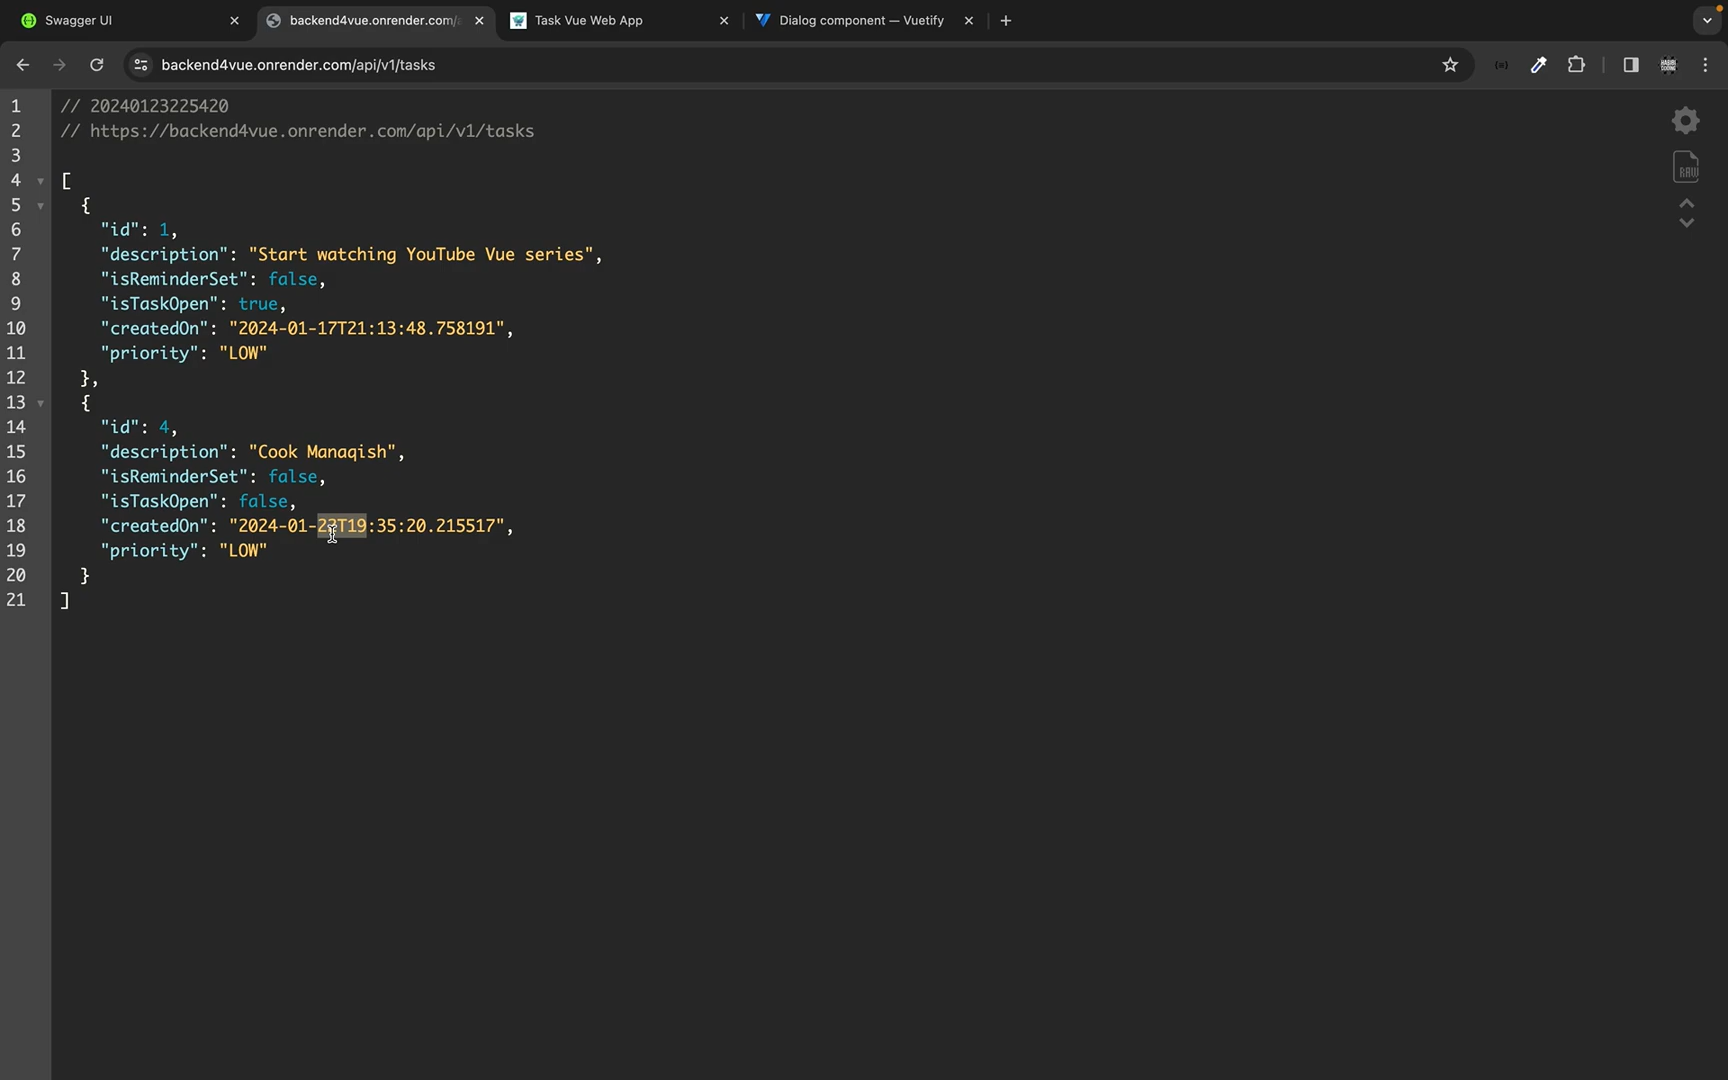 Swagger UI
backend4vue.onrender.com/a
Task Vue Web App
Dialog component — Vuetify
backend4vue.onrender.com/api/v1/tasks
1 // 20240123225420
2 // https://backend4vue.onrender.com/api/v1/tasks
3
4 [
5 {
6 "id": 1,
7 "description": "Start watching YouTube Vue series",
8 "isReminderSet": false,
9 "isTaskOpen": true,
10 "createdOn": "2024-01-17T21:13:48.758191",
11 "priority": "LOW"
12 },
13 {
14 "id": 4,
15 "description": "Cook Manaqish",
16 "isReminderSet": false,
17 "isTaskOpen": false,
18 "createdOn": "2024-01-23T19:35:20.215517",
19 "priority": "LOW"
20 }
21 ]
RAW